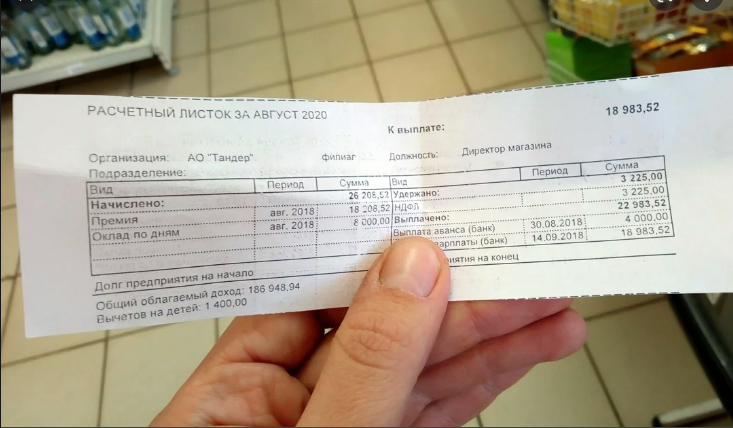 РАСЧЕТНЫЙ ЛИСТОК ЗА АВГУСТ 2020
К выплате: 18 983,52
Организация: АО "Тандер" филиал Должность: Директор магазина
Подразделение:
Вид Период Сумма Вид Период Сумма
Начислено: 26 208,52 Удержано: 3 225,00
Премия авг. 2018 18 208,52 НДФЛ 3 225,00
Оклад по дням авг. 2018 8 000,00 Выплачено: 22 983,52
Выплата аванса (банк) 30.08.2018 4 000,00
зарплаты (банк) 14.09.2018 18 983,52
Долг предприятия на начало на конец
Общий облагаемый доход: 186 948,94
Вычетов на детей: 1 400,00